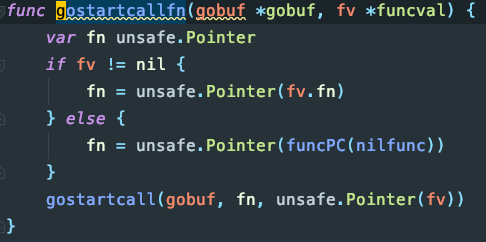 func gostartcallfn(gobuf *gobuf, fv *funcval) {
    var fn unsafe.Pointer
    if fv != nil {
        fn = unsafe.Pointer(fv.fn)
    } else {
        fn = unsafe.Pointer(funcPC(nilfunc))
    }
    gostartcall(gobuf, fn, unsafe.Pointer(fv))
}